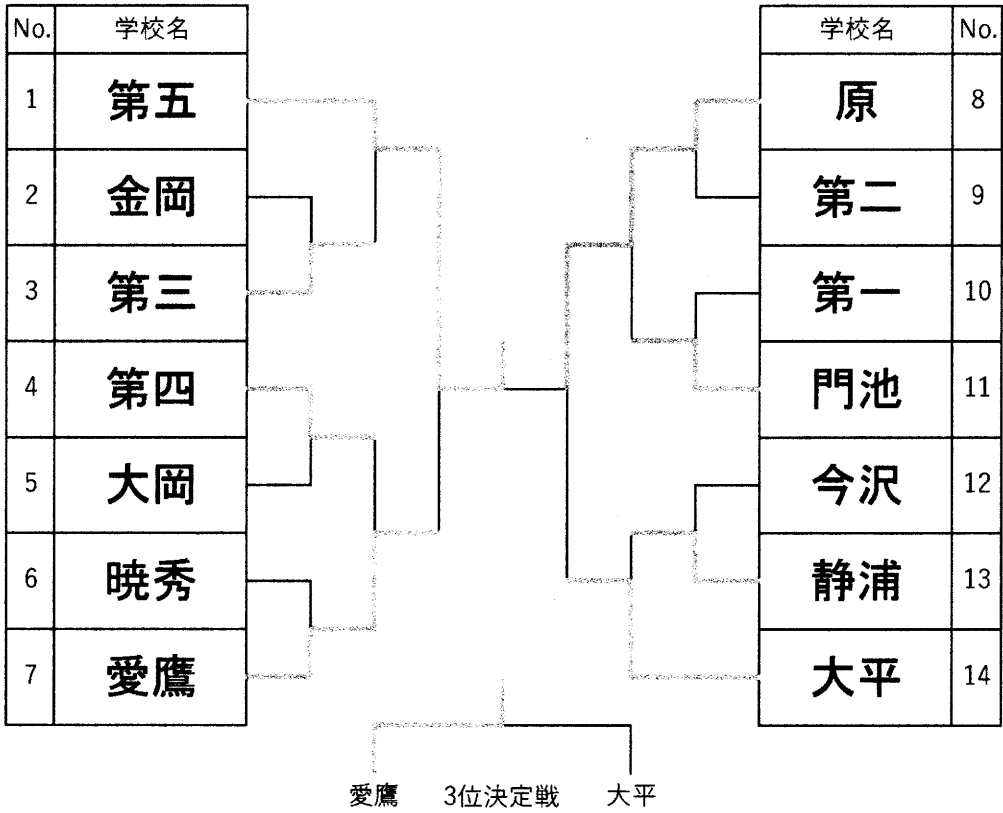 No. 学校名
1 第五
2 金岡
3 第三
4 第四
5 大岡
6 暁秀
7 愛鷹
学校名 No.
原 8
第二 9
第一 10
門池 11
今沢 12
静浦 13
大平 14
愛鷹 3位決定戦 大平